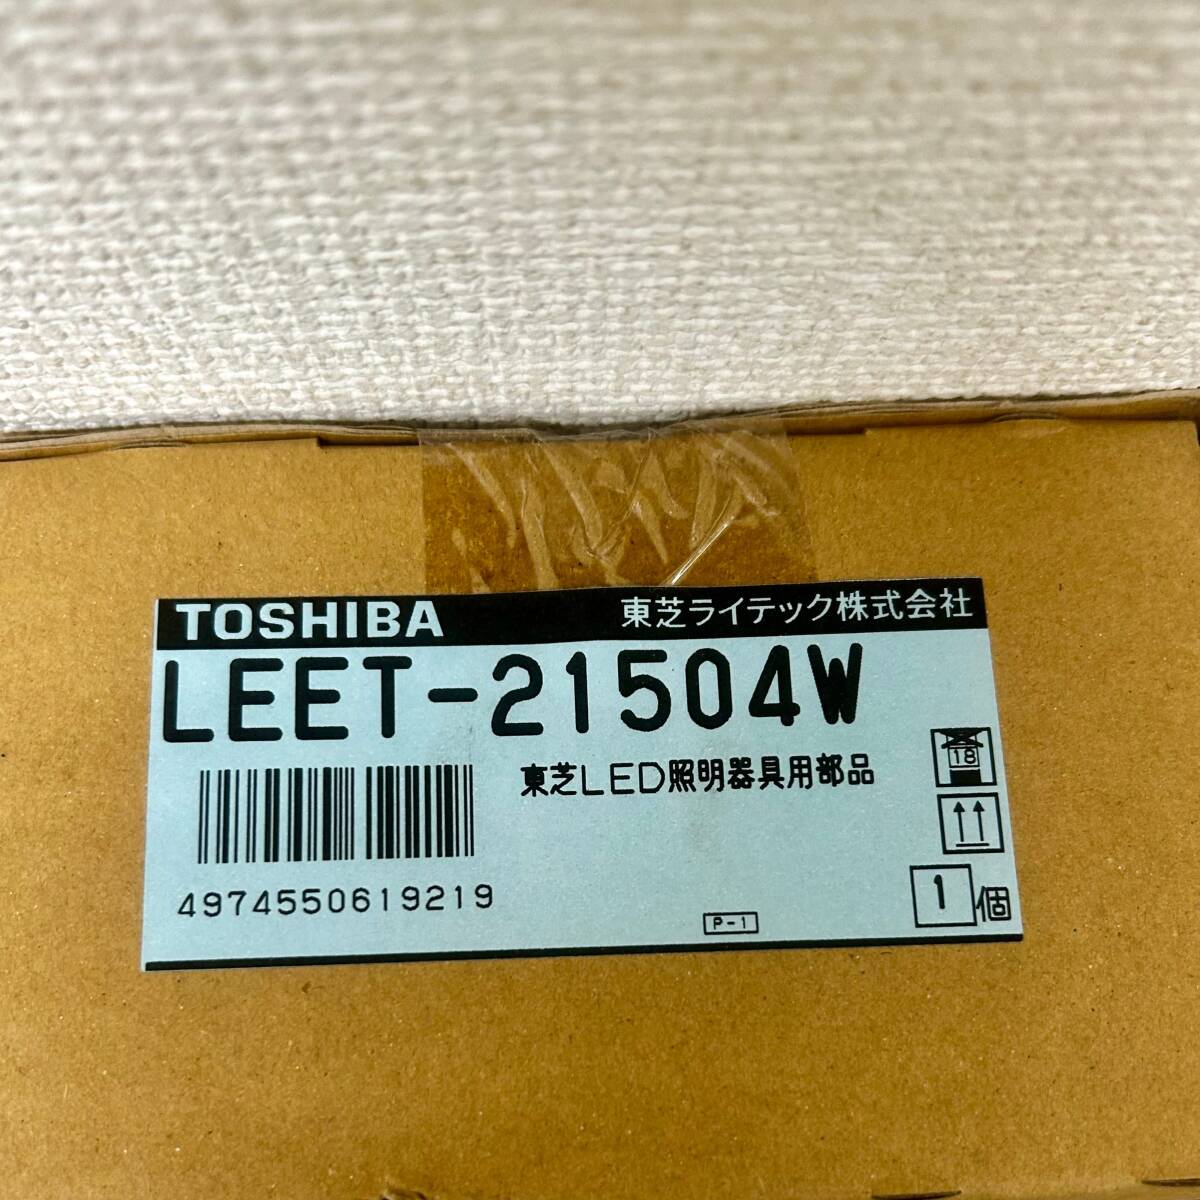 TOSHIBA 東芝ライテック株式会社
LEET-21504W
東芝LED照明器具用部品
18
4974550619219
1個
P-1